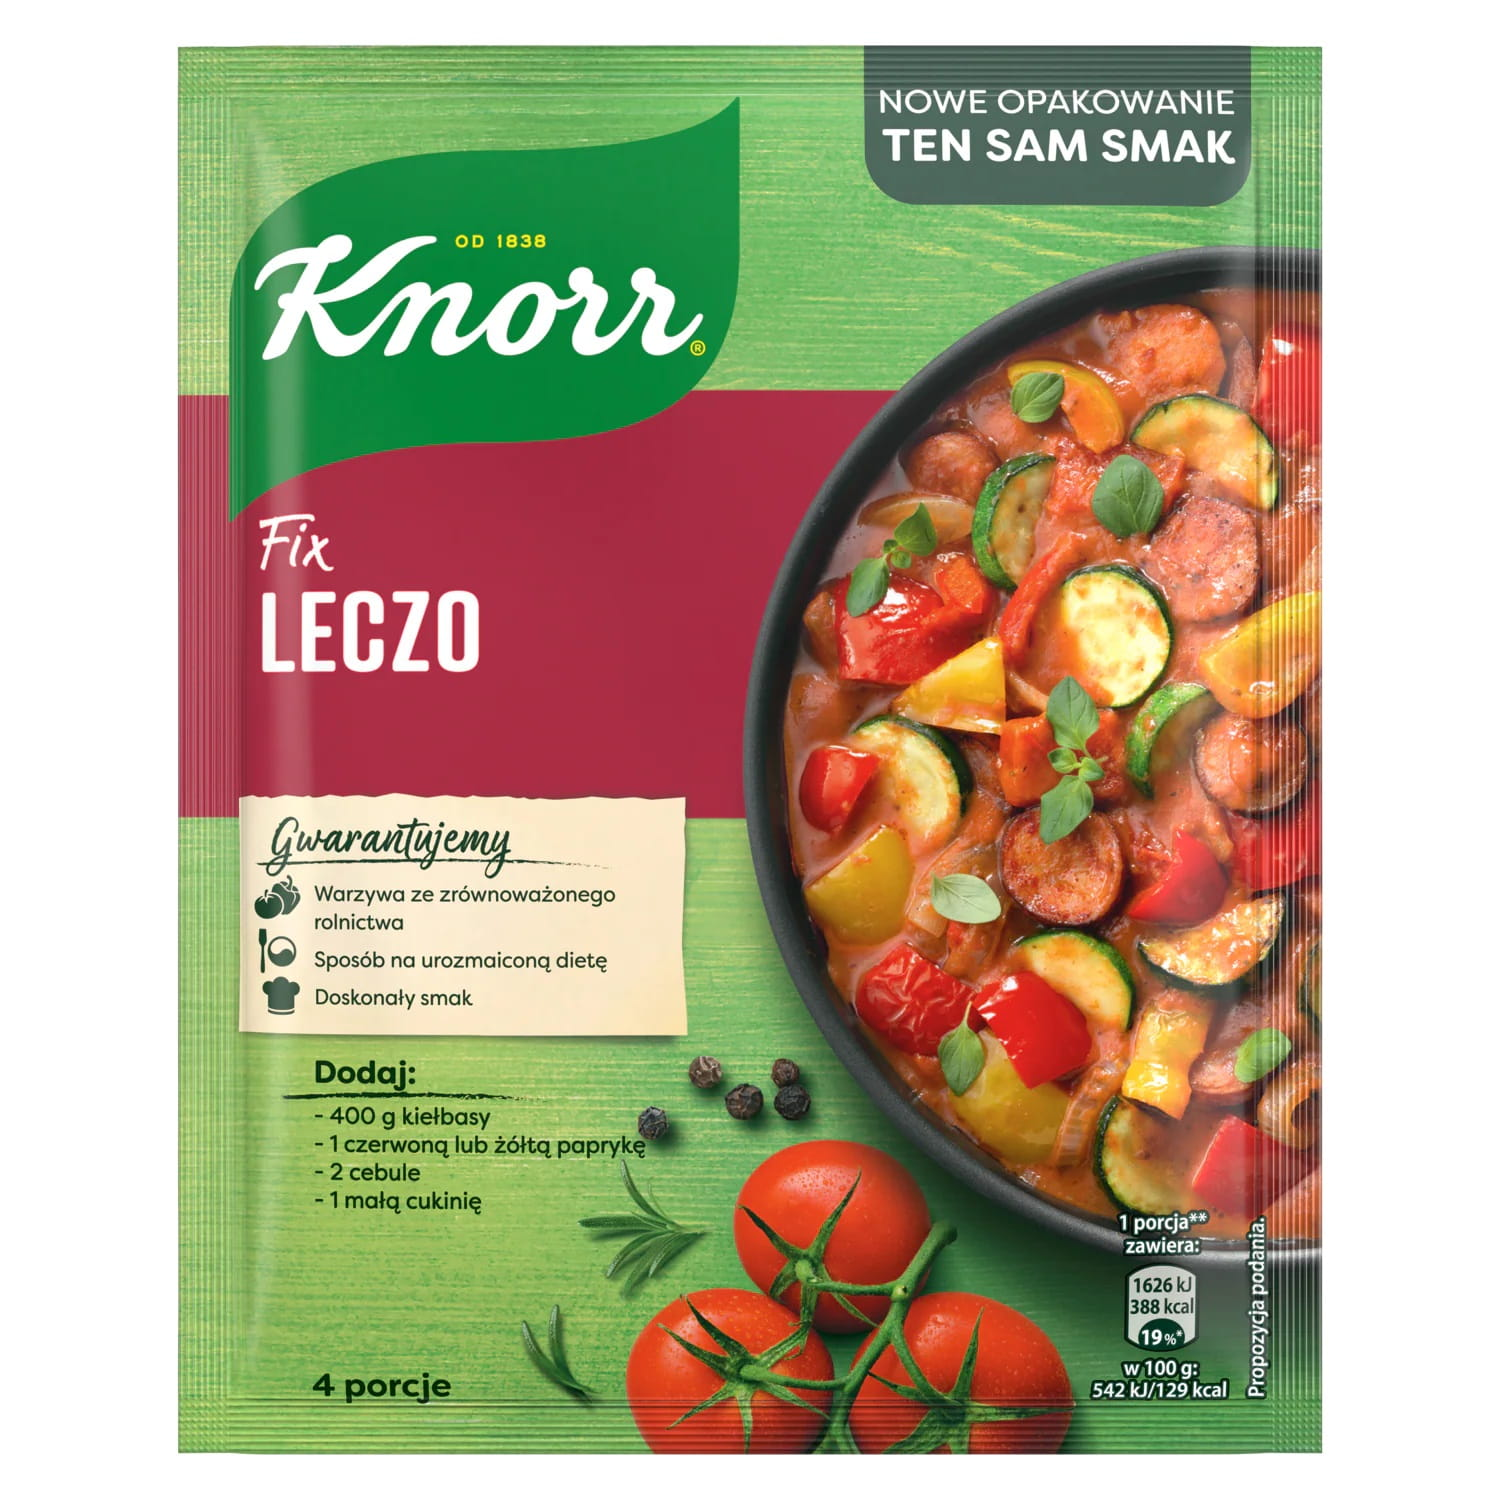 NOWE OPAKOWANIE
TEN SAM SMAK
OD 1838
Knorr®
Fix
LECZO
Gwarantujemy
Warzywa ze zrównoważonego
rolnictwa
Sposób na urozmaiconą dietę
Doskonały smak
Dodaj:
- 400 g kiełbasy
- 1 czerwoną lub żółtą paprykę
- 2 cebule
- 1 małą cukinię
4 porcje
1 porcja**
zawiera:
1626 kJ
388 kcal
19%*
w 100 g:
542 kJ/129 kcal
Propozycja podania.